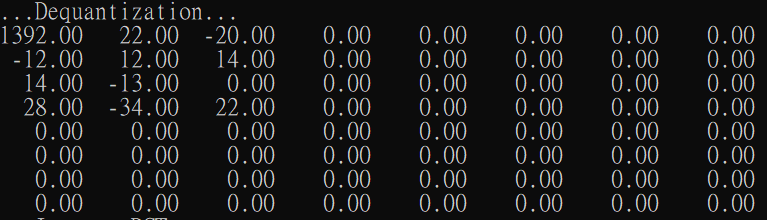 ...Dequantization...
1392.00 22.00 -20.00 0.00 0.00 0.00 0.00 0.00
-12.00 12.00 14.00 0.00 0.00 0.00 0.00 0.00
14.00 -13.00 0.00 0.00 0.00 0.00 0.00 0.00
28.00 -34.00 22.00 0.00 0.00 0.00 0.00 0.00
0.00 0.00 0.00 0.00 0.00 0.00 0.00 0.00
0.00 0.00 0.00 0.00 0.00 0.00 0.00 0.00
0.00 0.00 0.00 0.00 0.00 0.00 0.00 0.00
0.00 0.00 0.00 0.00 0.00 0.00 0.00 0.00